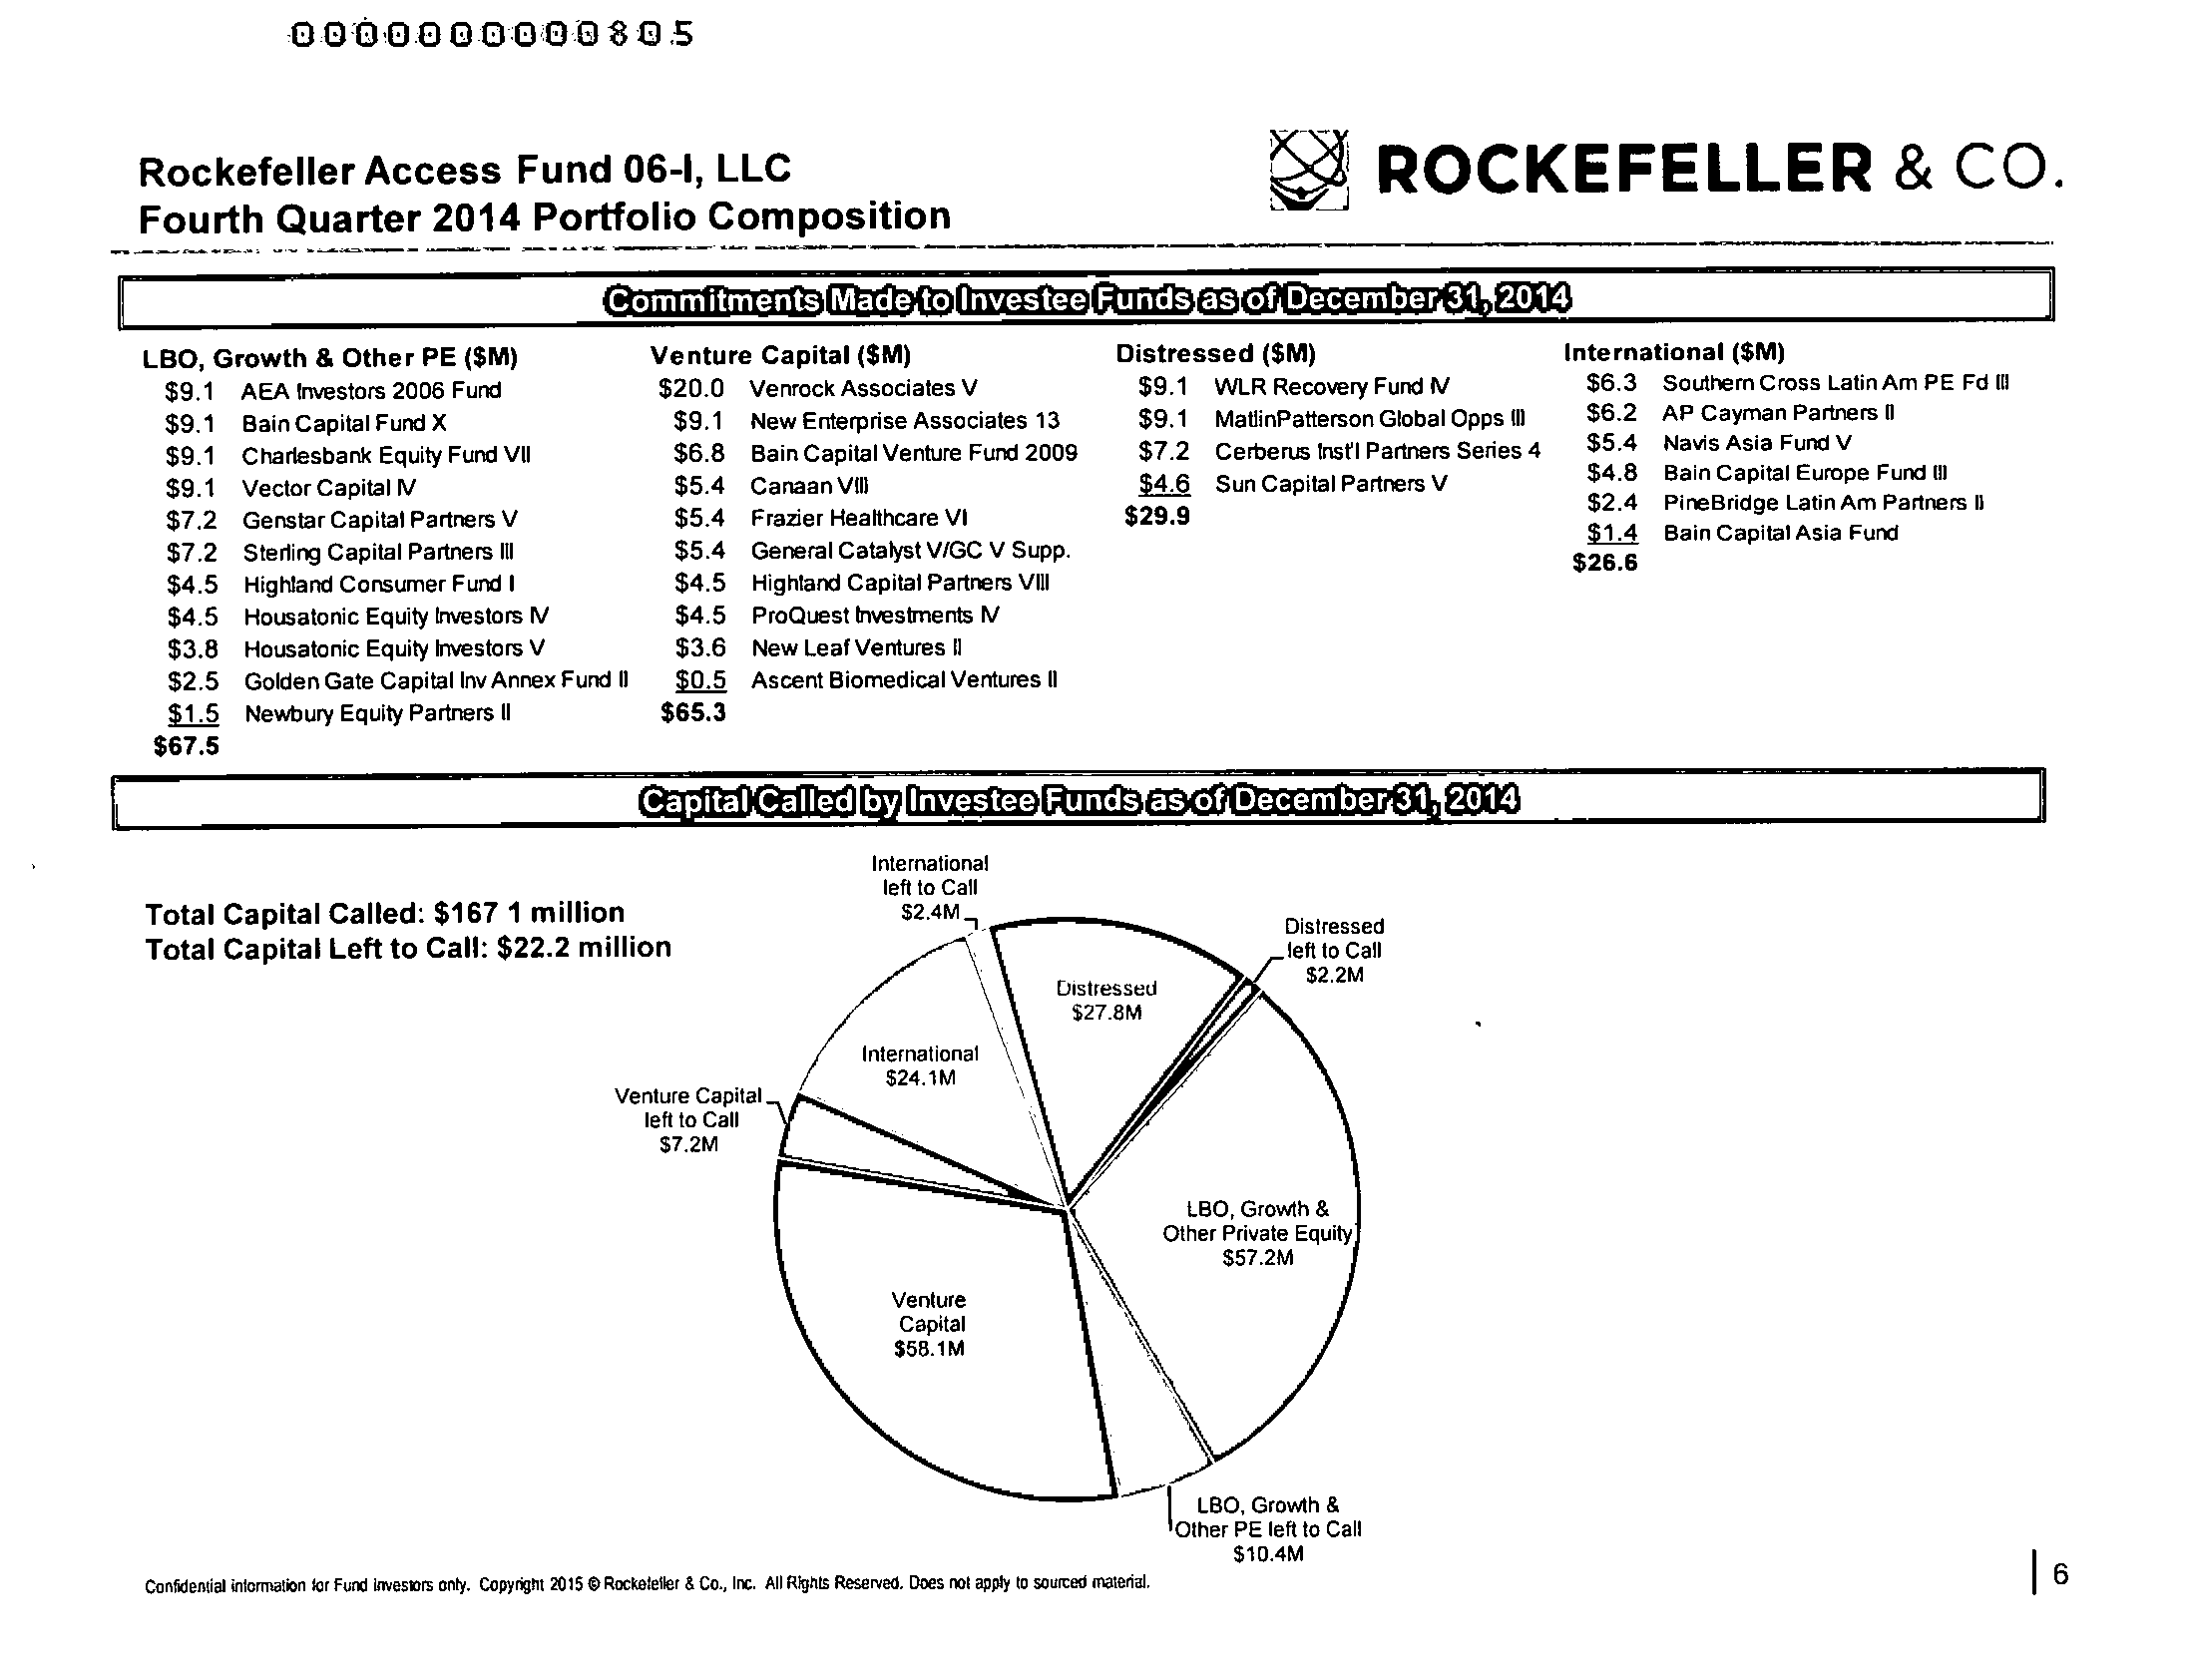 0000000000805
Rockefeller Access Fund 06-I, LLC
Fourth Quarter 2014 Portfolio Composition
ROCKEFELLER & CO.
Commitments Made to Investee Funds as of December 31, 2014
LBO, Growth & Other PE ($M)
$9.1 AEA Investors 2006 Fund
$9.1 Bain Capital Fund X
$9.1 Charlesbank Equity Fund VII
$9.1 Vector Capital IV
$7.2 Genstar Capital Partners V
$7.2 Sterling Capital Partners III
$4.5 Highland Consumer Fund I
$4.5 Housatonic Equity Investors IV
$3.8 Housatonic Equity Investors V
$2.5 Golden Gate Capital Inv Annex Fund II
$1.5 Newbury Equity Partners II
$67.5
Venture Capital ($M)
$20.0 Venrock Associates V
$9.1 New Enterprise Associates 13
$6.8 Bain Capital Venture Fund 2009
$5.4 Canaan VIII
$5.4 Frazier Healthcare VI
$5.4 General Catalyst V/GC V Supp.
$4.5 Highland Capital Partners VIII
$4.5 ProQuest Investments IV
$3.6 New Leaf Ventures II
$0.5 Ascent Biomedical Ventures II
$65.3
Distressed ($M)
$9.1 WLR Recovery Fund IV
$9.1 MatlinPatterson Global Opps III
$7.2 Cerberus Inst'l Partners Series 4
$4.6 Sun Capital Partners V
$29.9
International ($M)
$6.3 Southern Cross Latin Am PE Fd III
$6.2 AP Cayman Partners II
$5.4 Navis Asia Fund V
$4.8 Bain Capital Europe Fund III
$2.4 PineBridge Latin Am Partners II
$1.4 Bain Capital Asia Fund
$26.6
Capital Called by Investee Funds as of December 31, 2014
Total Capital Called: $167 1 million
Total Capital Left to Call: $22.2 million
International
left to Call
$2.4M
Distressed
left to Call
$2.2M
Distressed
$27.8M
International
$24.1M
Venture Capital
left to Call
$7.2M
LBO, Growth &
Other Private Equity
$57.2M
Venture
Capital
$58.1M
LBO, Growth &
Other PE left to Call
$10.4M
Confidential information for Fund investors only. Copyright 2015 © Rockefeller & Co., Inc. All Rights Reserved. Does not apply to sourced material.
6